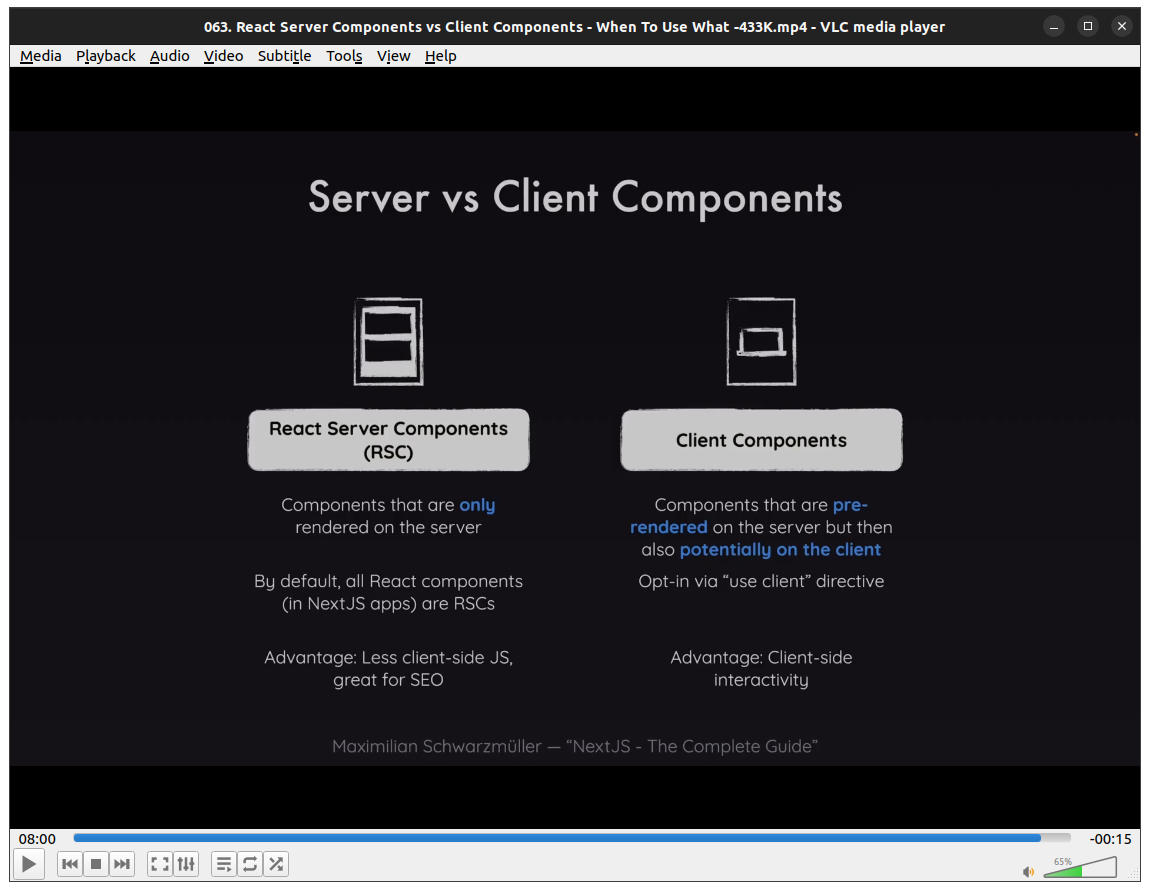 063. React Server Components vs Client Components - When To Use What -433K.mp4 - VLC media player
Media Playback Audio Video Subtitle Tools View Help
Server vs Client Components
React Server Components
(RSC)
Components that are only
rendered on the server
By default, all React components
(in NextJS apps) are RSCs
Advantage: Less client-side JS,
great for SEO
Client Components
Components that are pre-
rendered on the server but then
also potentially on the client
Opt-in via “use client” directive
Advantage: Client-side
interactivity
Maximilian Schwarzmüller — “NextJS - The Complete Guide”
08:00
-00:15
65%